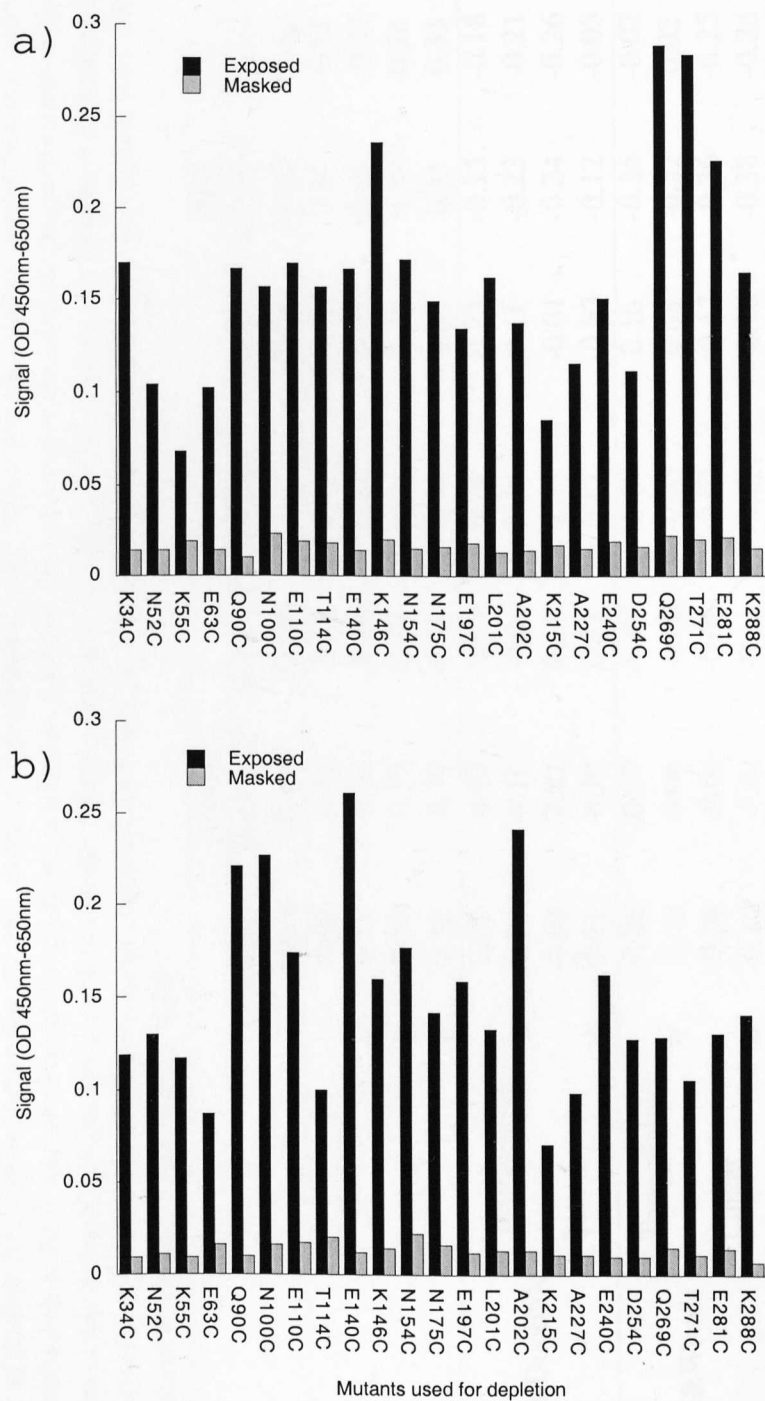 a)
0.3
Exposed
Masked
0.25
0.2
0.15
0.1
0.05
0
Signal (OD 450nm-650nm)
K34C
N52C
K55C
E63C
Q90C
N100C
E110C
T114C
E140C
K146C
N154C
N175C
E197C
L201C
A202C
K215C
A227C
E240C
D254C
Q269C
T271C
E281C
K288C
b)
0.3
Exposed
Masked
0.25
0.2
0.15
0.1
0.05
0
Signal (OD 450nm-650nm)
K34C
N52C
K55C
E63C
Q90C
N100C
E110C
T114C
E140C
K146C
N154C
N175C
E197C
L201C
A202C
K215C
A227C
E240C
D254C
Q269C
T271C
E281C
K288C
Mutants used for depletion